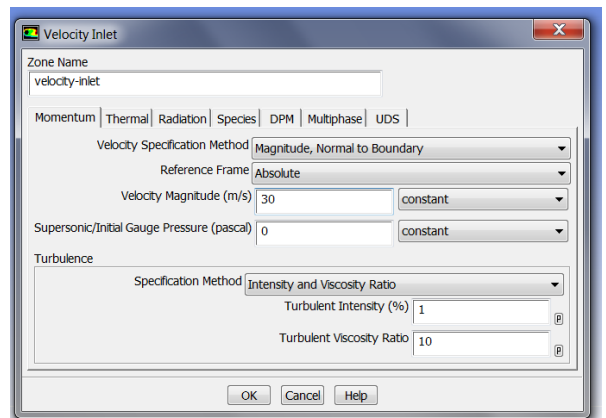 Velocity Inlet
X
Zone Name
velocity-inlet
Momentum Thermal Radiation Species DPM Multiphase UDS
Velocity Specification Method Magnitude, Normal to Boundary
Reference Frame Absolute
Velocity Magnitude (m/s) 30 constant
Supersonic/Initial Gauge Pressure (pascal) 0 constant
Turbulence
Specification Method Intensity and Viscosity Ratio
Turbulent Intensity (%) 1 P
Turbulent Viscosity Ratio 10 P
OK Cancel Help